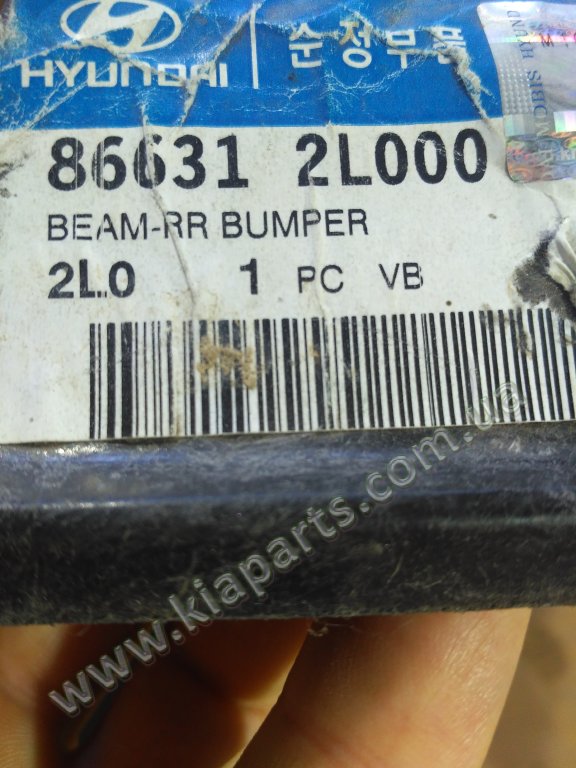 HYUNDAI 순정부품
86631 2L000
BEAM-RR BUMPER
2L0 1 PC VB
www.kiaparts.com.ua